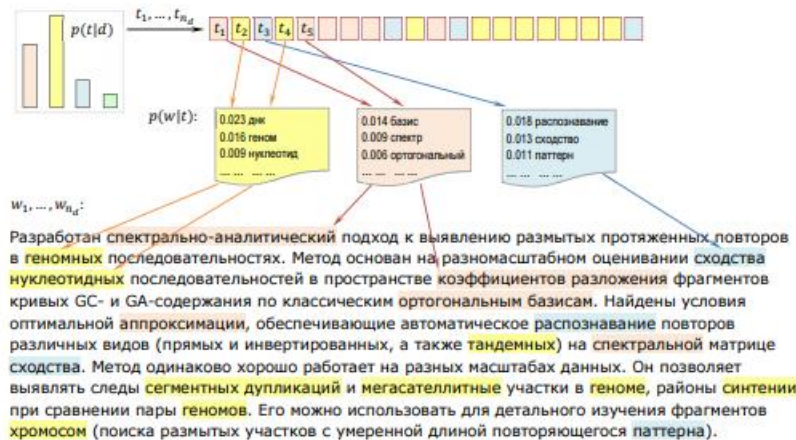 p(t|d)
t₁, …, t_{n_d}
t₁ t₂ t₃ t₄ t₅
p(w|t):
0.023 днк
0.016 геном
0.009 нуклеотид
... ... ... ...
0.014 базис
0.009 спектр
0.006 ортогональный
... ... ... ...
0.018 распознавание
0.013 сходство
0.011 паттерн
... ... ... ...
w₁, …, w_{n_d}:
Разработан спектрально-аналитический подход к выявлению размытых протяженных повторов
в геномных последовательностях. Метод основан на разномасштабном оценивании сходства
нуклеотидных последовательностей в пространстве коэффициентов разложения фрагментов
кривых GC- и GA-содержания по классическим ортогональным базисам. Найдены условия
оптимальной аппроксимации, обеспечивающие автоматическое распознавание повторов
различных видов (прямых и инвертированных, а также тандемных) на спектральной матрице
сходства. Метод одинаково хорошо работает на разных масштабах данных. Он позволяет
выявлять следы сегментных дупликаций и мегасателлитные участки в геноме, районы синтении
при сравнении пары геномов. Его можно использовать для детального изучения фрагментов
хромосом (поиска размытых участков с умеренной длиной повторяющегося паттерна).